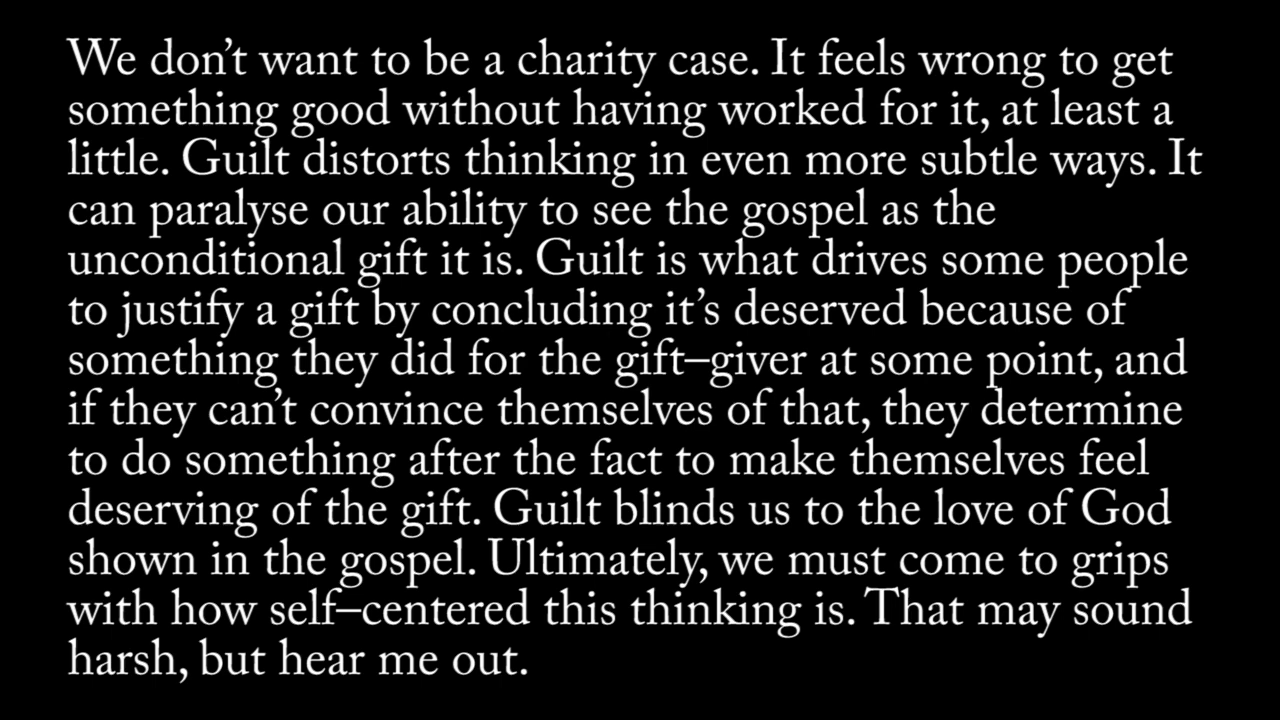 We don’t want to be a charity case. It feels wrong to get
something good without having worked for it, at least a
little. Guilt distorts thinking in even more subtle ways. It
can paralyse our ability to see the gospel as the
unconditional gift it is. Guilt is what drives some people
to justify a gift by concluding it’s deserved because of
something they did for the gift–giver at some point, and
if they can’t convince themselves of that, they determine
to do something after the fact to make themselves feel
deserving of the gift. Guilt blinds us to the love of God
shown in the gospel. Ultimately, we must come to grips
with how self–centered this thinking is. That may sound
harsh, but hear me out.